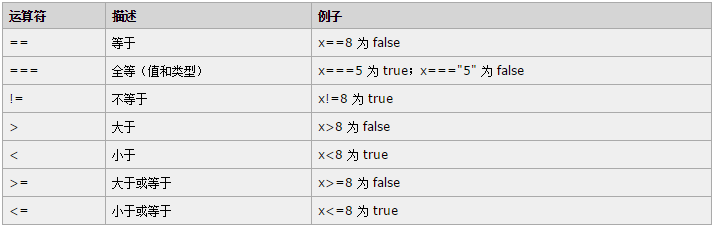 运算符 描述 例子
== 等于 x==8 为 false
=== 全等（值和类型） x===5 为 true；x==="5" 为 false
!= 不等于 x!=8 为 true
> 大于 x>8 为 false
< 小于 x<8 为 true
>= 大于或等于 x>=8 为 false
<= 小于或等于 x<=8 为 true